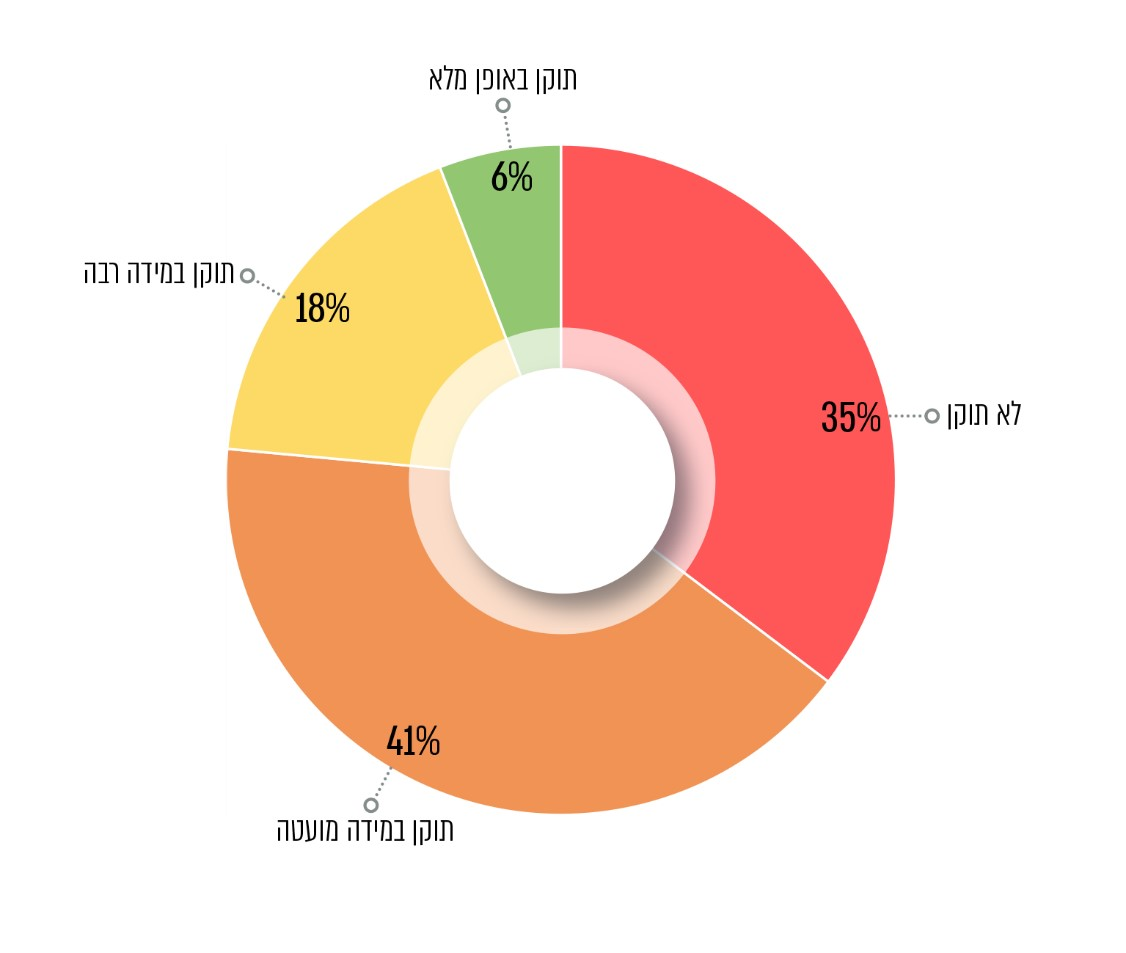 תוקן באופן מלא
6%
תוקן במידה רבה
18%
לא תוקן
35%
41%
תוקן במידה מועטה